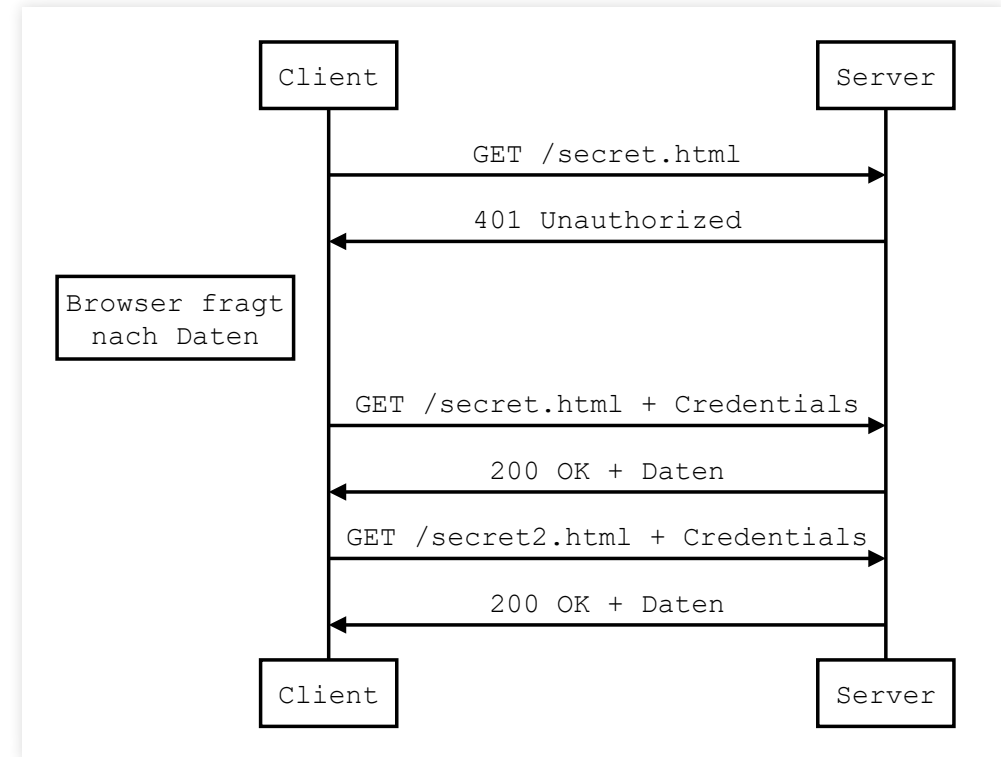 Client
Server
GET /secret.html
401 Unauthorized
Browser fragt
nach Daten
GET /secret.html + Credentials
200 OK + Daten
GET /secret2.html + Credentials
200 OK + Daten
Client
Server